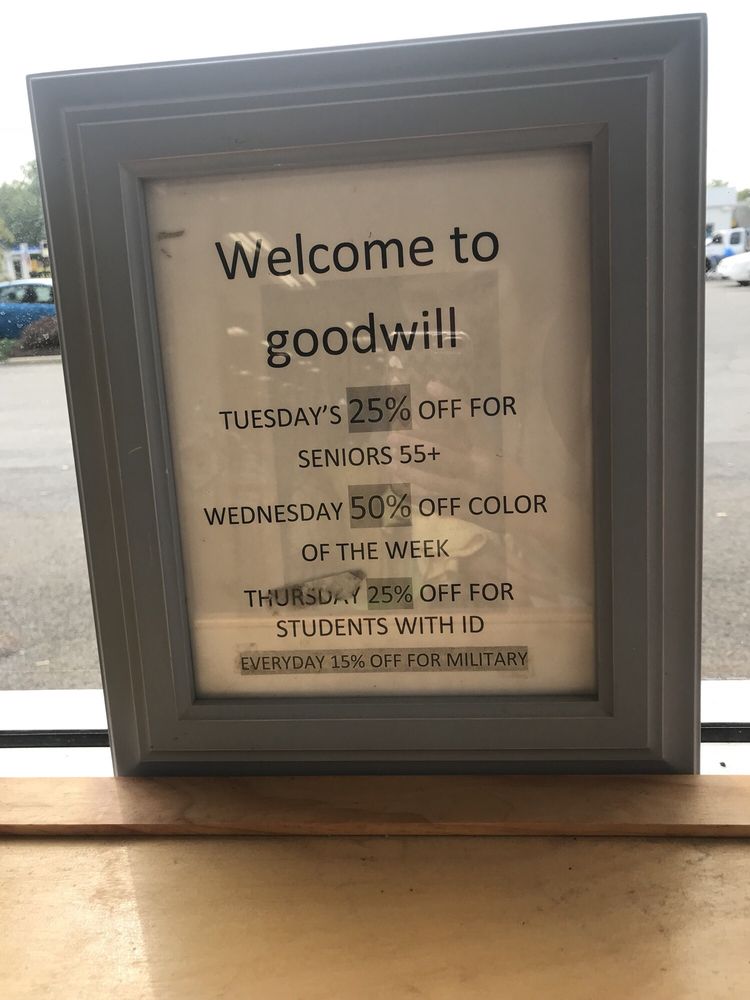 Welcome to
goodwill
TUESDAY'S 25% OFF FOR
SENIORS 55+
WEDNESDAY 50% OFF COLOR
OF THE WEEK
THURSDAY 25% OFF FOR
STUDENTS WITH ID
EVERYDAY 15% OFF FOR MILITARY